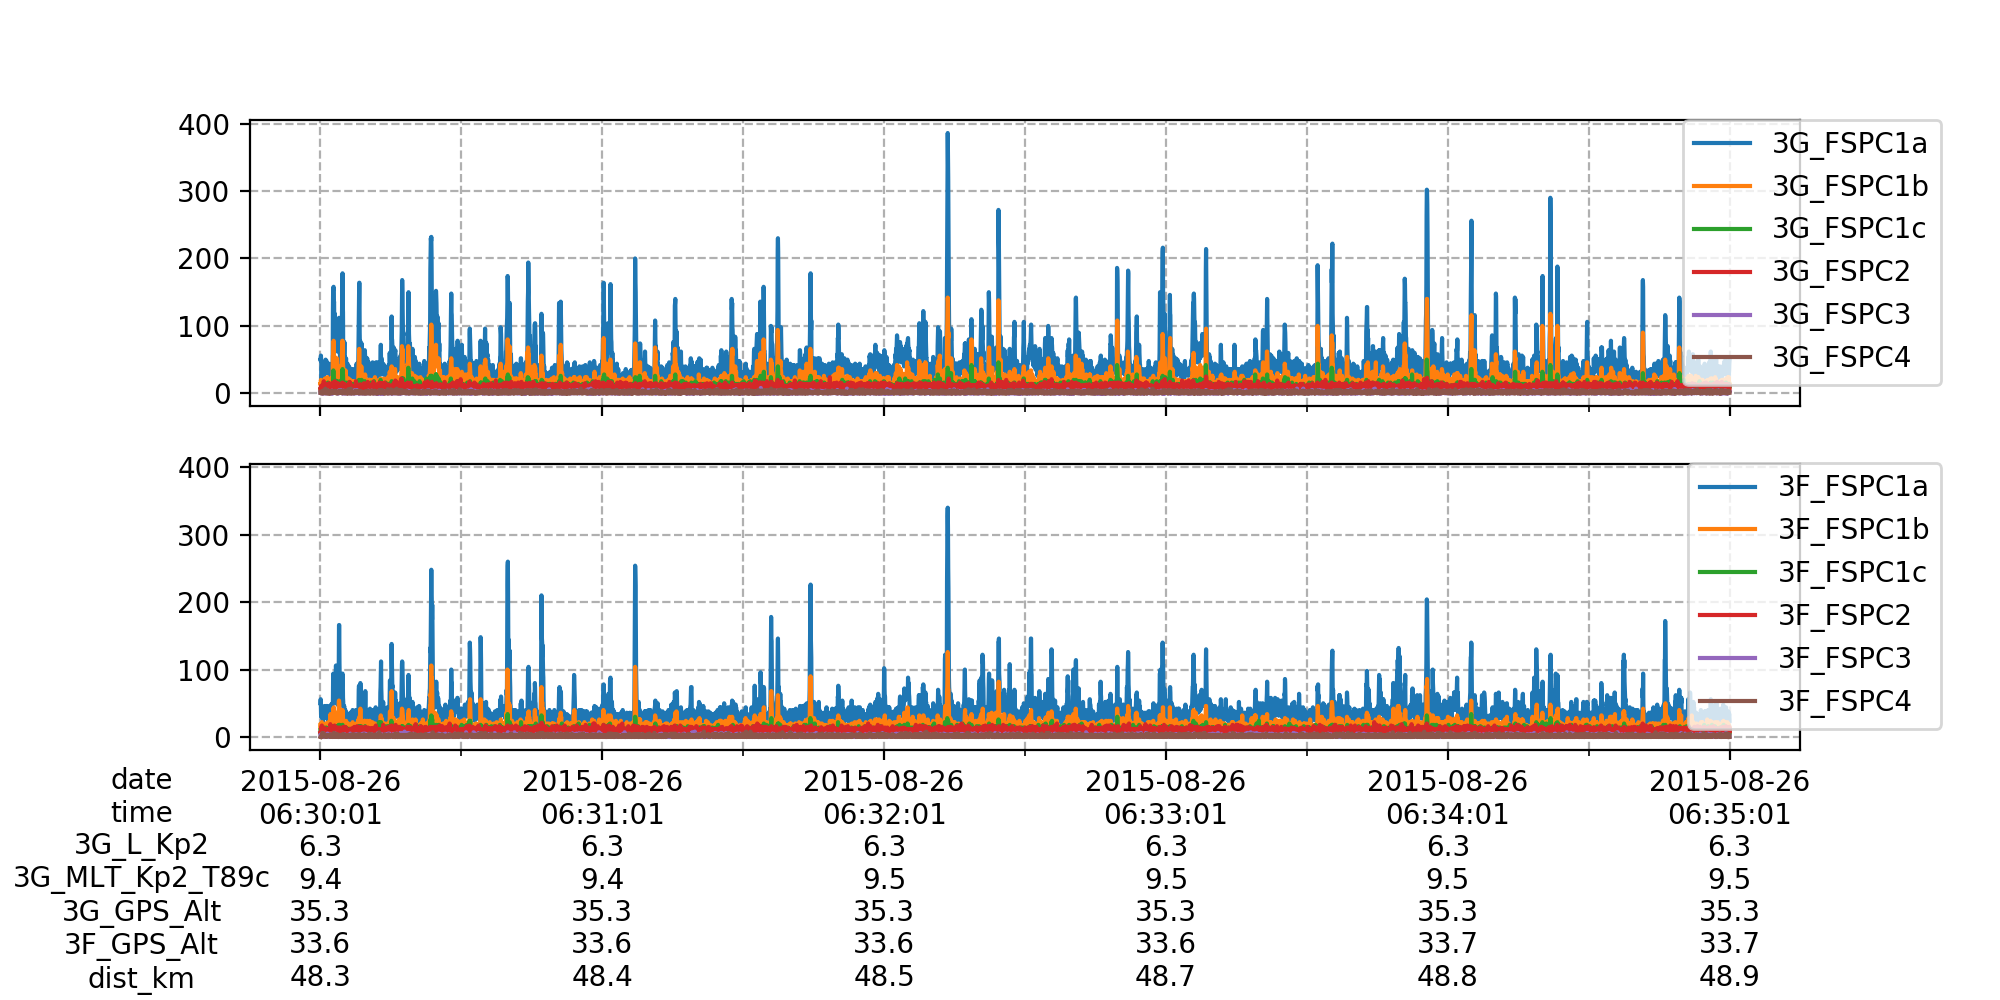 400
300
200
100
0
3G_FSPC1a
3G_FSPC1b
3G_FSPC1c
3G_FSPC2
3G_FSPC3
3G_FSPC4
400
300
200
100
0
3F_FSPC1a
3F_FSPC1b
3F_FSPC1c
3F_FSPC2
3F_FSPC3
3F_FSPC4
date 2015-08-26 2015-08-26 2015-08-26 2015-08-26 2015-08-26 2015-08-26
time 06:30:01 06:31:01 06:32:01 06:33:01 06:34:01 06:35:01
3G_L_Kp2 6.3 6.3 6.3 6.3 6.3 6.3
3G_MLT_Kp2_T89c 9.4 9.4 9.5 9.5 9.5 9.5
3G_GPS_Alt 35.3 35.3 35.3 35.3 35.3 35.3
3F_GPS_Alt 33.6 33.6 33.6 33.6 33.7 33.7
dist_km 48.3 48.4 48.5 48.7 48.8 48.9